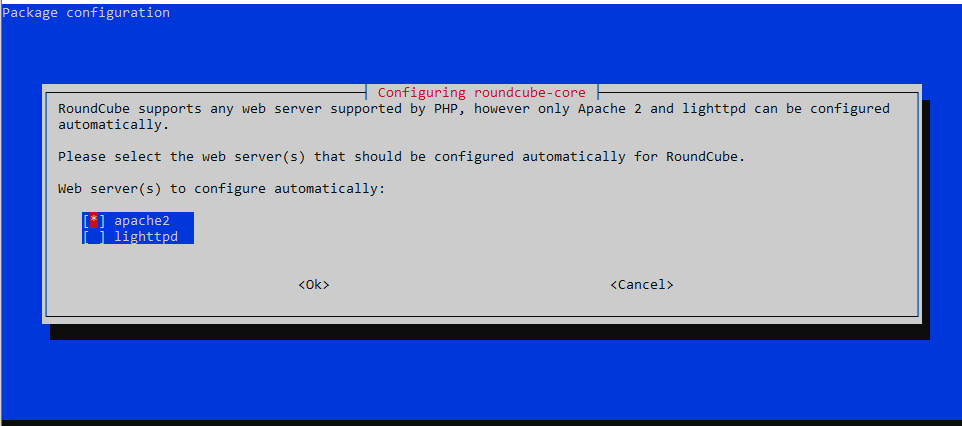 Package configuration
Configuring roundcube-core
RoundCube supports any web server supported by PHP, however only Apache 2 and lighttpd can be configured
automatically.
Please select the web server(s) that should be configured automatically for RoundCube.
Web server(s) to configure automatically:
[*] apache2
[ ] lighttpd
<Ok> <Cancel>